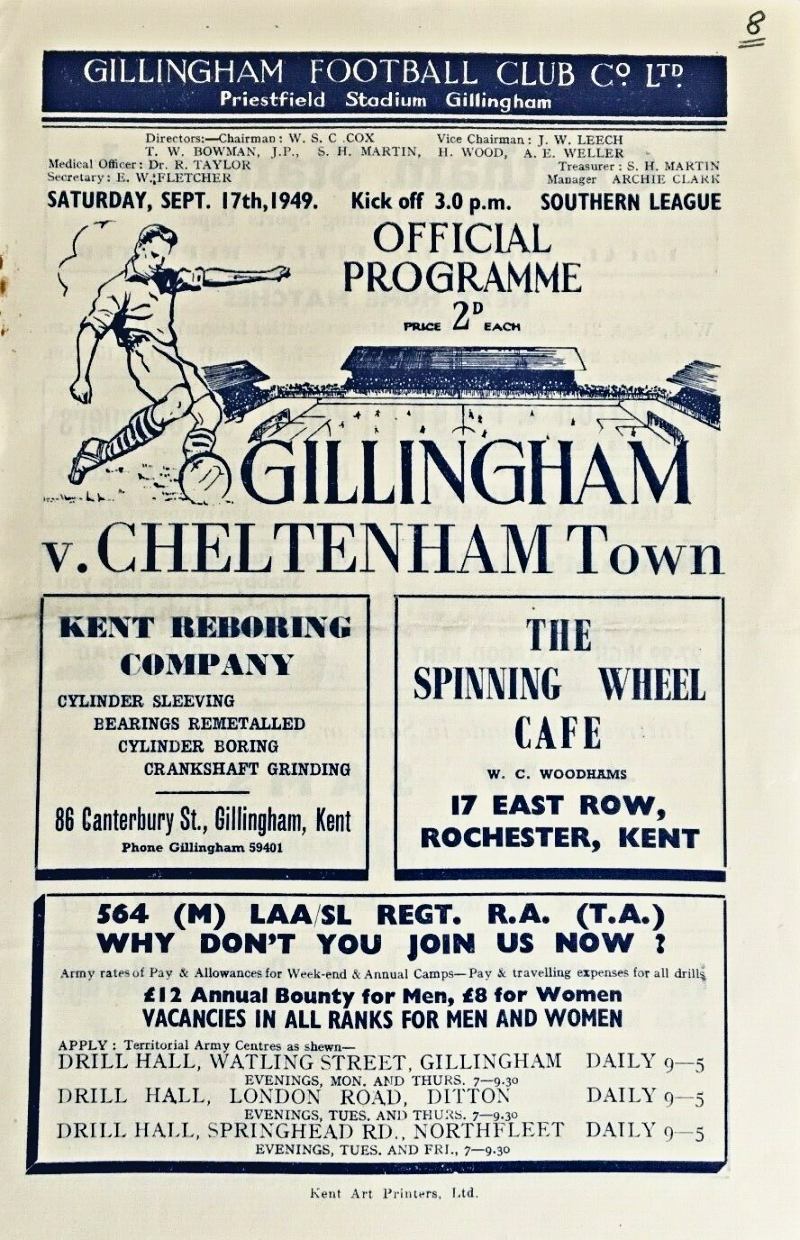 8
GILLINGHAM FOOTBALL CLUB Cº. LTD.
Priestfield Stadium Gillingham
Directors:—Chairman: W. S. C .COX Vice Chairman: J. W. LEECH
T. W. BOWMAN, J.P., S. H. MARTIN, H. WOOD, A. E. WELLER
Medical Officer: Dr. R. TAYLOR Treasurer: S. H. MARTIN
Secretary: E. W. FLETCHER Manager ARCHIE CLARK
SATURDAY, SEPT. 17th, 1949. Kick off 3.0 p.m. SOUTHERN LEAGUE
OFFICIAL
PROGRAMME
PRICE 2D EACH
GILLINGHAM
v. CHELTENHAM Town
KENT REBORING
COMPANY
CYLINDER SLEEVING
BEARINGS REMETALLED
CYLINDER BORING
CRANKSHAFT GRINDING
86 Canterbury St., Gillingham, Kent
Phone Gillingham 59401
THE
SPINNING WHEEL
CAFE
W. C. WOODHAMS
17 EAST ROW,
ROCHESTER, KENT
564 (M) LAA/SL REGT. R.A. (T.A.)
WHY DON'T YOU JOIN US NOW ?
Army rates of Pay & Allowances for Week-end & Annual Camps—Pay & travelling expenses for all drills
£12 Annual Bounty for Men, £8 for Women
VACANCIES IN ALL RANKS FOR MEN AND WOMEN
APPLY: Territorial Army Centres as shewn—
DRILL HALL, WATLING STREET, GILLINGHAM DAILY 9—5
EVENINGS, MON. AND THURS. 7—9.30
DRILL HALL, LONDON ROAD, DITTON DAILY 9—5
EVENINGS, TUES. AND THURS. 7—9.30
DRILL HALL, SPRINGHEAD RD., NORTHFLEET DAILY 9—5
EVENINGS, TUES. AND FRI., 7—9.30
Kent Art Printers, Ltd.